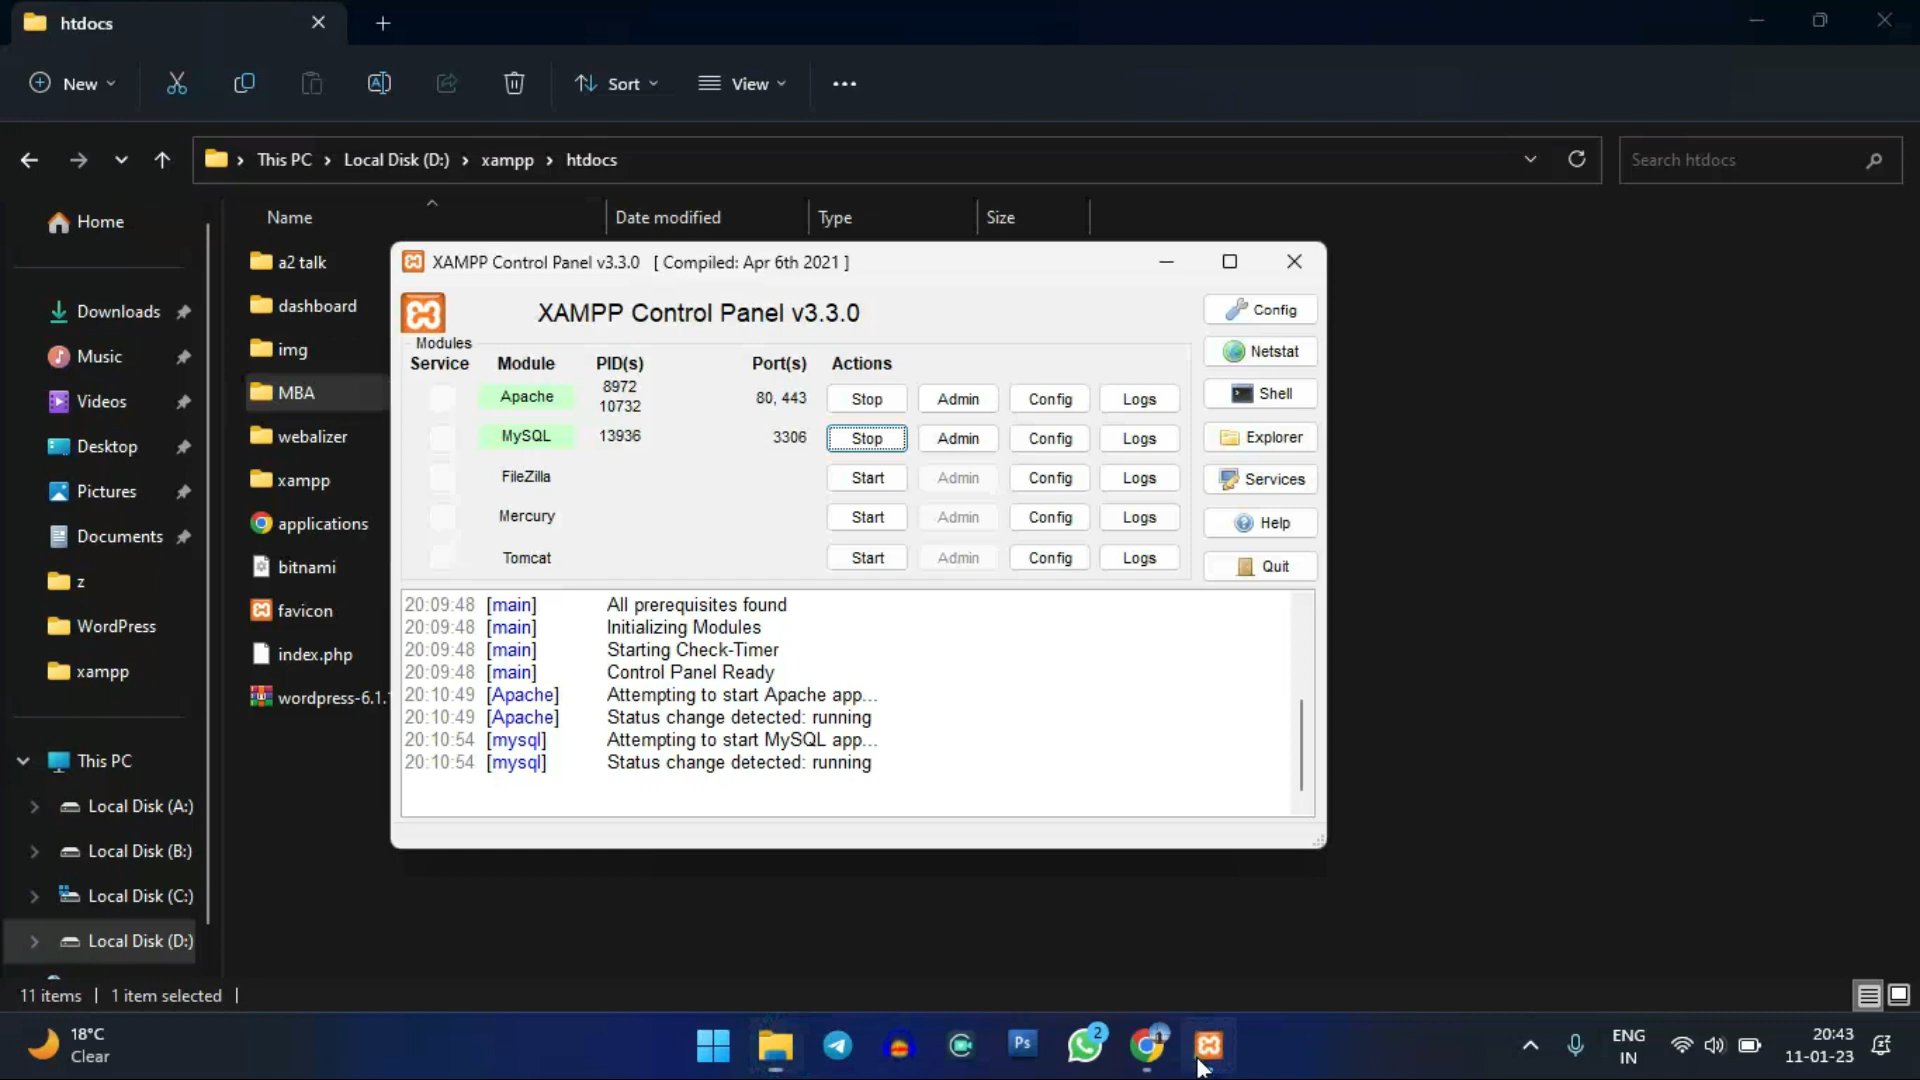 htdocs
New
Sort
View
This PC > Local Disk (D:) > xampp > htdocs
Search htdocs
Name
Date modified
Type
Size
Home
Downloads
Music
Videos
Desktop
Pictures
Documents
z
WordPress
xampp
This PC
Local Disk (A:)
Local Disk (B:)
Local Disk (C:)
Local Disk (D:)
a2 talk
dashboard
img
MBA
webalizer
xampp
applications
bitnami
favicon
index.php
wordpress-6.1.
XAMPP Control Panel v3.3.0 [ Compiled: Apr 6th 2021 ]
XAMPP Control Panel v3.3.0
Modules
Service Module PID(s) Port(s) Actions
Apache 8972 10732 80, 443 Stop Admin Config Logs
MySQL 13936 3306 Stop Admin Config Logs
FileZilla Start Admin Config Logs
Mercury Start Admin Config Logs
Tomcat Start Admin Config Logs
Config
Netstat
Shell
Explorer
Services
Help
Quit
20:09:48 [main] All prerequisites found
20:09:48 [main] Initializing Modules
20:09:48 [main] Starting Check-Timer
20:09:48 [main] Control Panel Ready
20:10:49 [Apache] Attempting to start Apache app...
20:10:49 [Apache] Status change detected: running
20:10:54 [mysql] Attempting to start MySQL app...
20:10:54 [mysql] Status change detected: running
11 items | 1 item selected |
18°C
Clear
Ps
2
ENG
IN
20:43
11-01-23